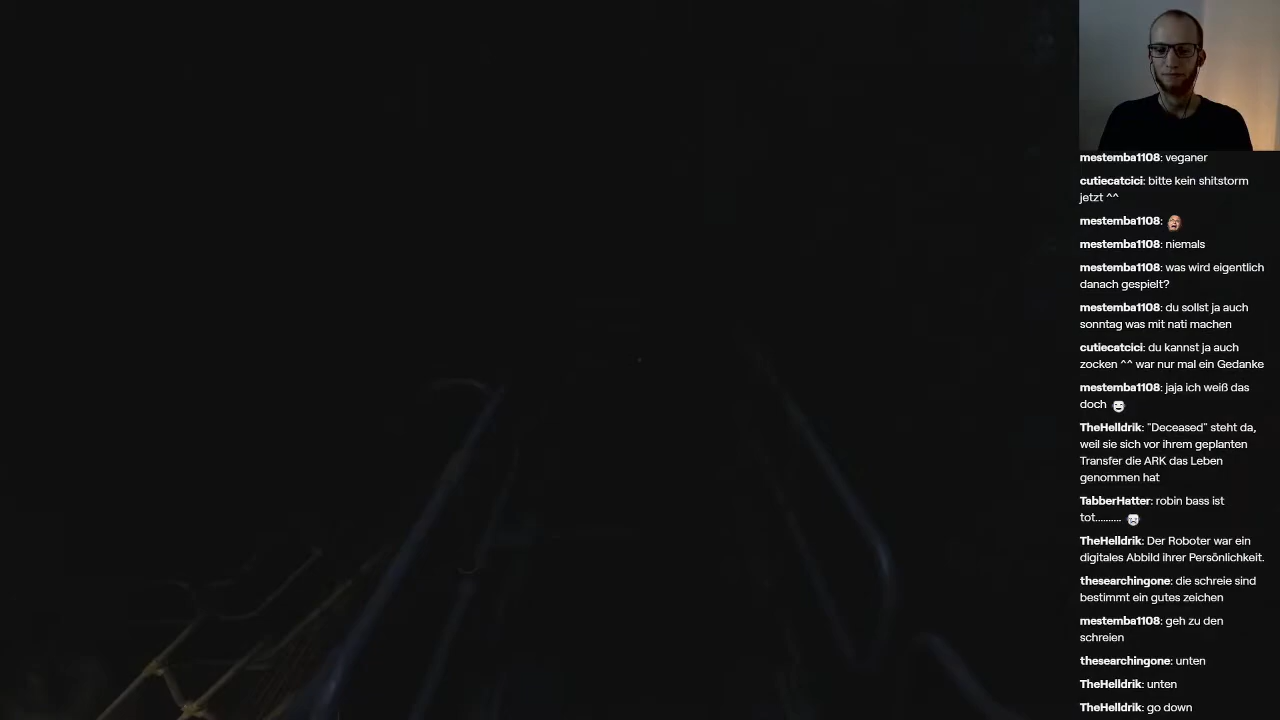 mestemba1108: veganer
cutiecatcici: bitte kein shitstorm
jetzt ^^
mestemba1108:
mestemba1108: niemals
mestemba1108: was wird eigentlich
danach gespielt?
mestemba1108: du sollst ja auch
sonntag was mit nati machen
cutiecatcici: du kannst ja auch
zocken ^^ war nur mal ein Gedanke
mestemba1108: jaja ich weiß das
doch
TheHelldrik: "Deceased" steht da,
weil sie sich vor ihrem geplanten
Transfer die ARK das Leben
genommen hat
TabberHatter: robin bass ist
tot..........
TheHelldrik: Der Roboter war ein
digitales Abbild ihrer Persönlichkeit.
thesearchingone: die schreie sind
bestimmt ein gutes zeichen
mestemba1108: geh zu den
schreien
thesearchingone: unten
TheHelldrik: unten
TheHelldrik: go down